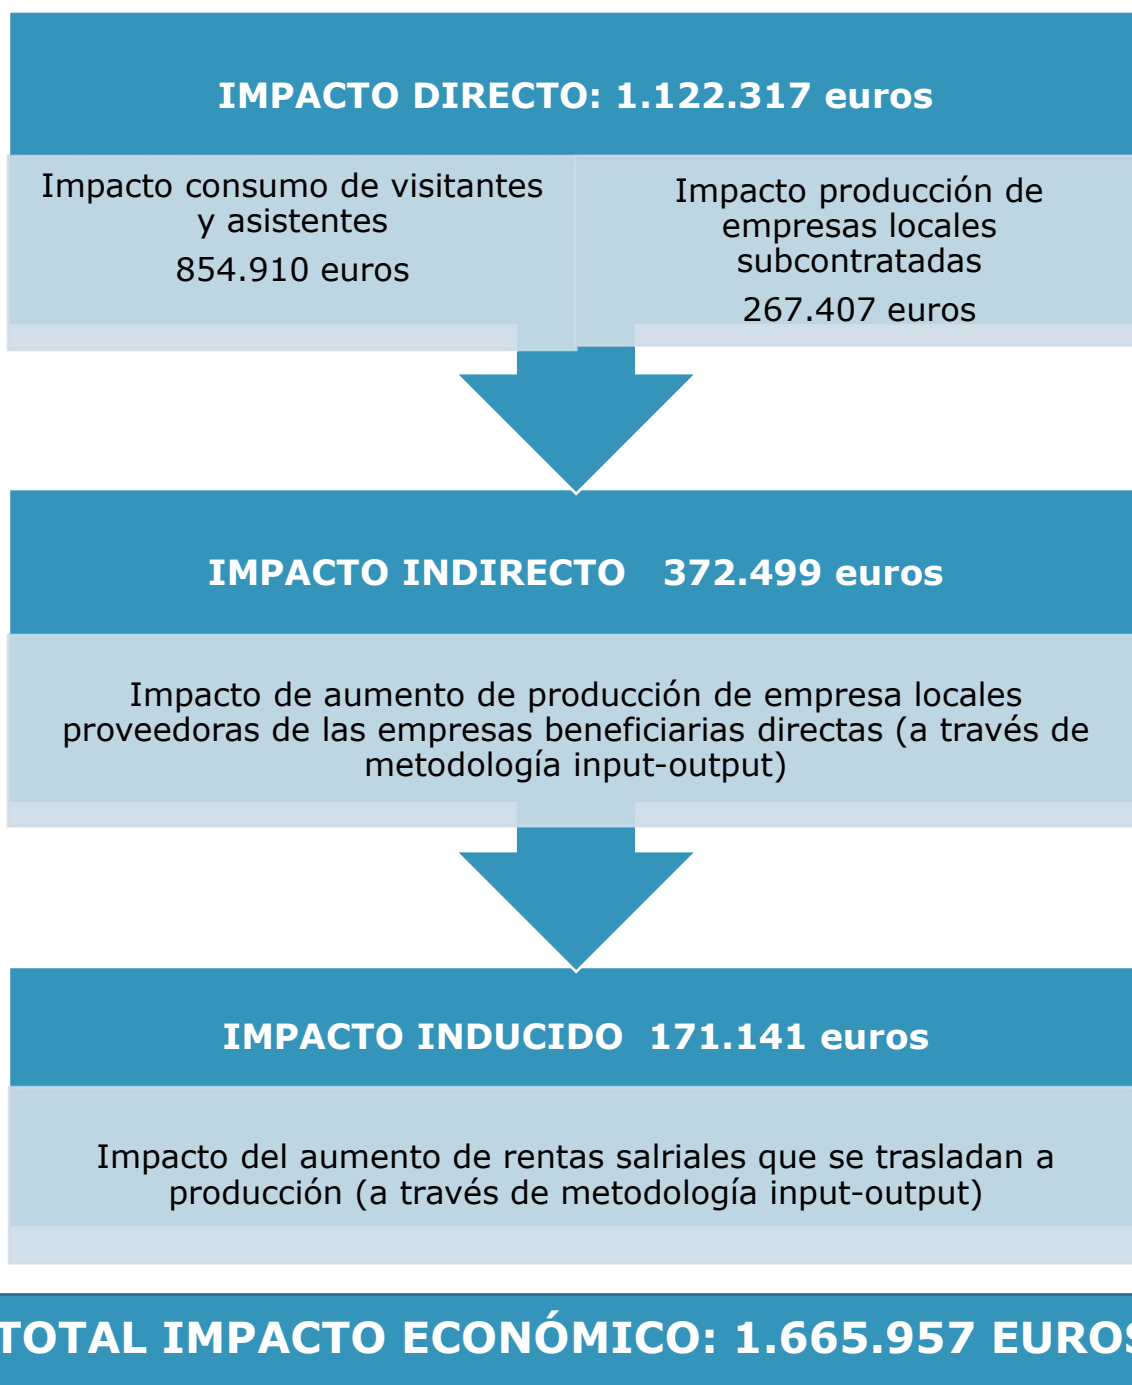 IMPACTO DIRECTO: 1.122.317 euros
Impacto consumo de visitantes
y asistentes
854.910 euros
Impacto producción de
empresas locales
subcontratadas
267.407 euros
IMPACTO INDIRECTO 372.499 euros
Impacto de aumento de producción de empresa locales
proveedoras de las empresas beneficiarias directas (a través de
metodología input-output)
IMPACTO INDUCIDO 171.141 euros
Impacto del aumento de rentas salriales que se trasladan a
producción (a través de metodología input-output)
TOTAL IMPACTO ECONÓMICO: 1.665.957 EUROS